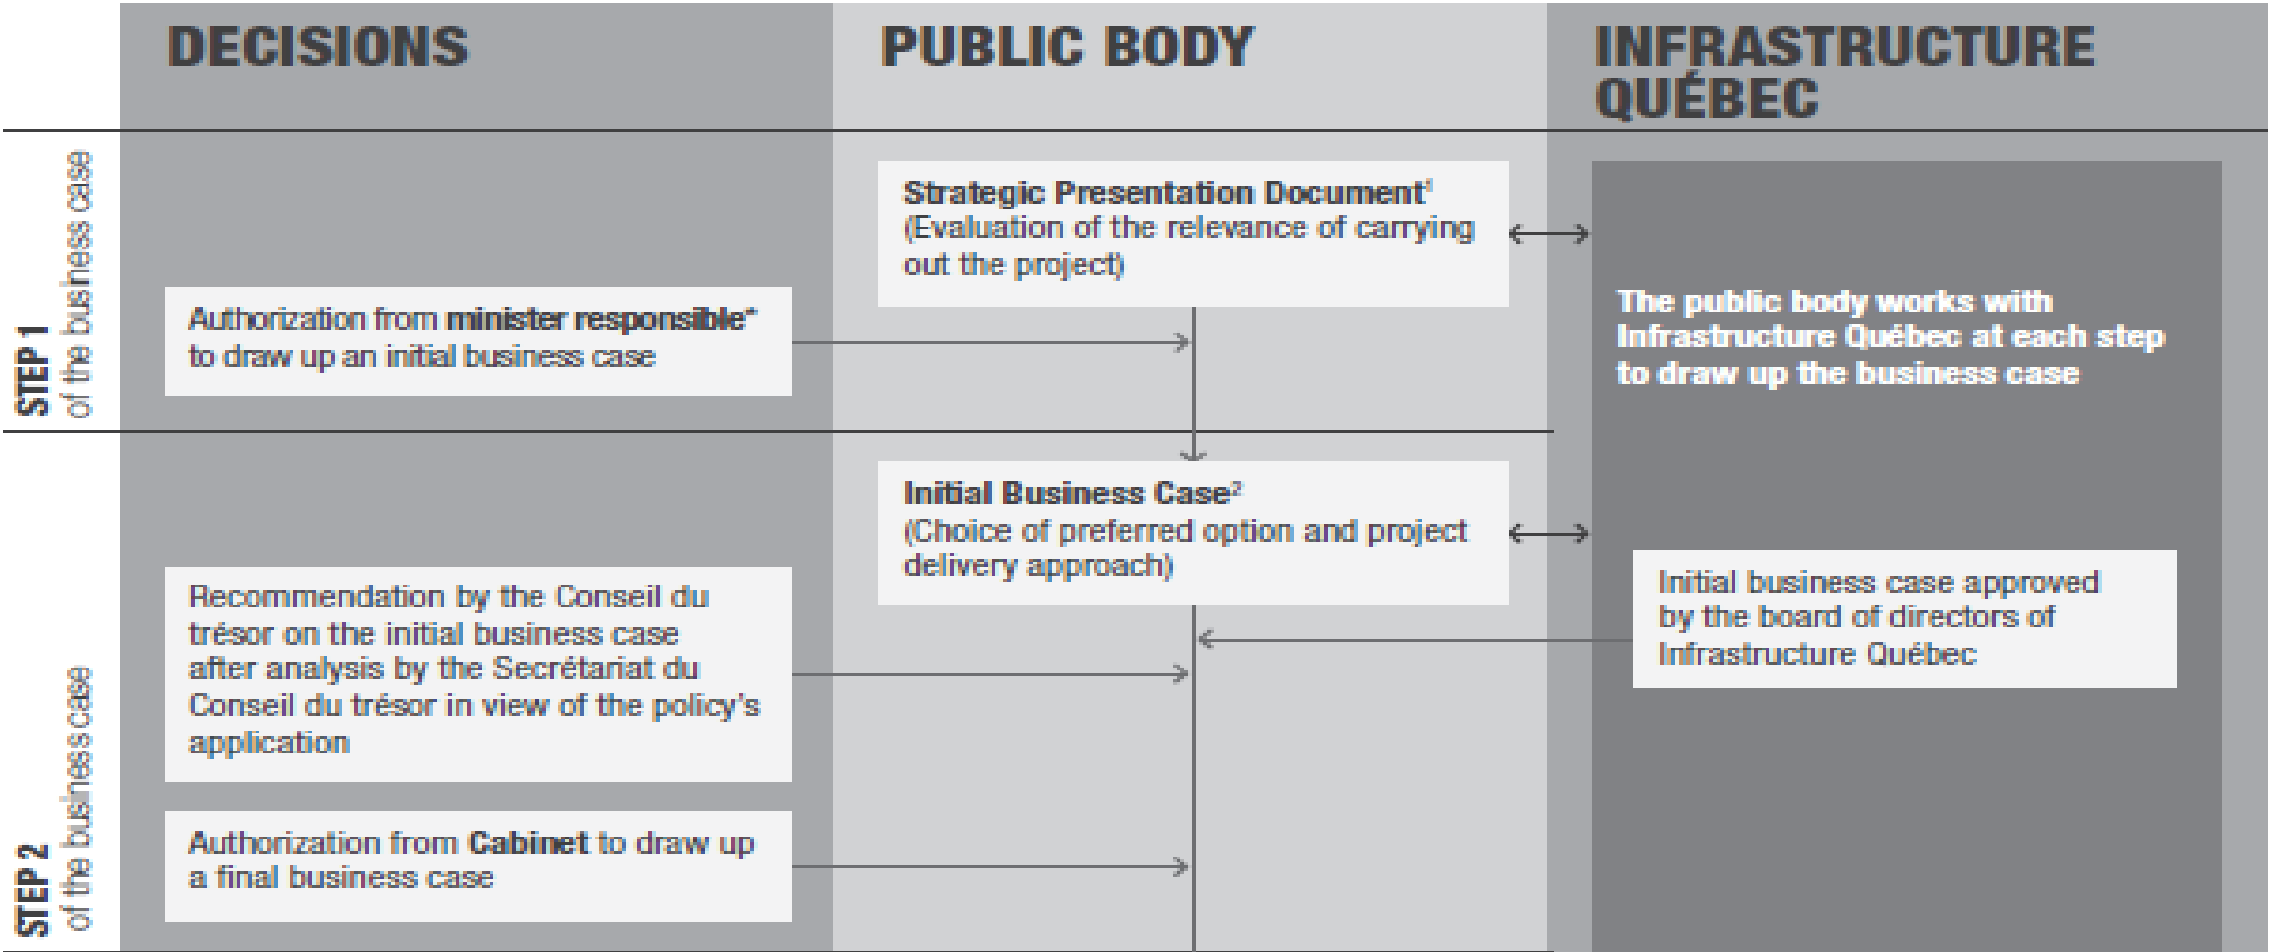 DECISIONS
PUBLIC BODY
INFRASTRUCTURE
QUÉBEC
STEP 1
of the business case
Strategic Presentation Document¹
(Evaluation of the relevance of carrying
out the project)
Authorization from minister responsible*
to draw up an initial business case
The public body works with
Infrastructure Québec at each step
to draw up the business case
STEP 2
of the business case
Initial Business Case²
(Choice of preferred option and project
delivery approach)
Recommendation by the Conseil du
trésor on the initial business case
after analysis by the Secrétariat du
Conseil du trésor in view of the policy's
application
Initial business case approved
by the board of directors of
Infrastructure Québec
Authorization from Cabinet to draw up
a final business case